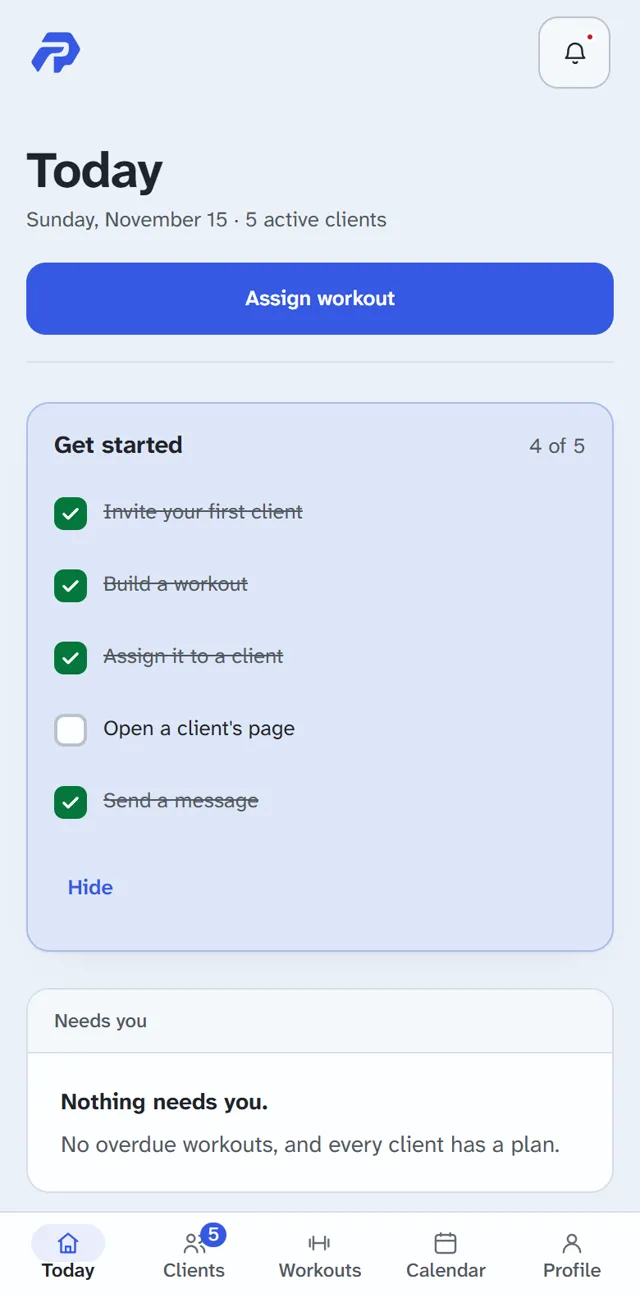 Today
Sunday, November 15 · 5 active clients
Assign workout
Get started
4 of 5
Invite your first client
Build a workout
Assign it to a client
Open a client's page
Send a message
Hide
Needs you
Nothing needs you.
No overdue workouts, and every client has a plan.
5
Today
Clients
Workouts
Calendar
Profile